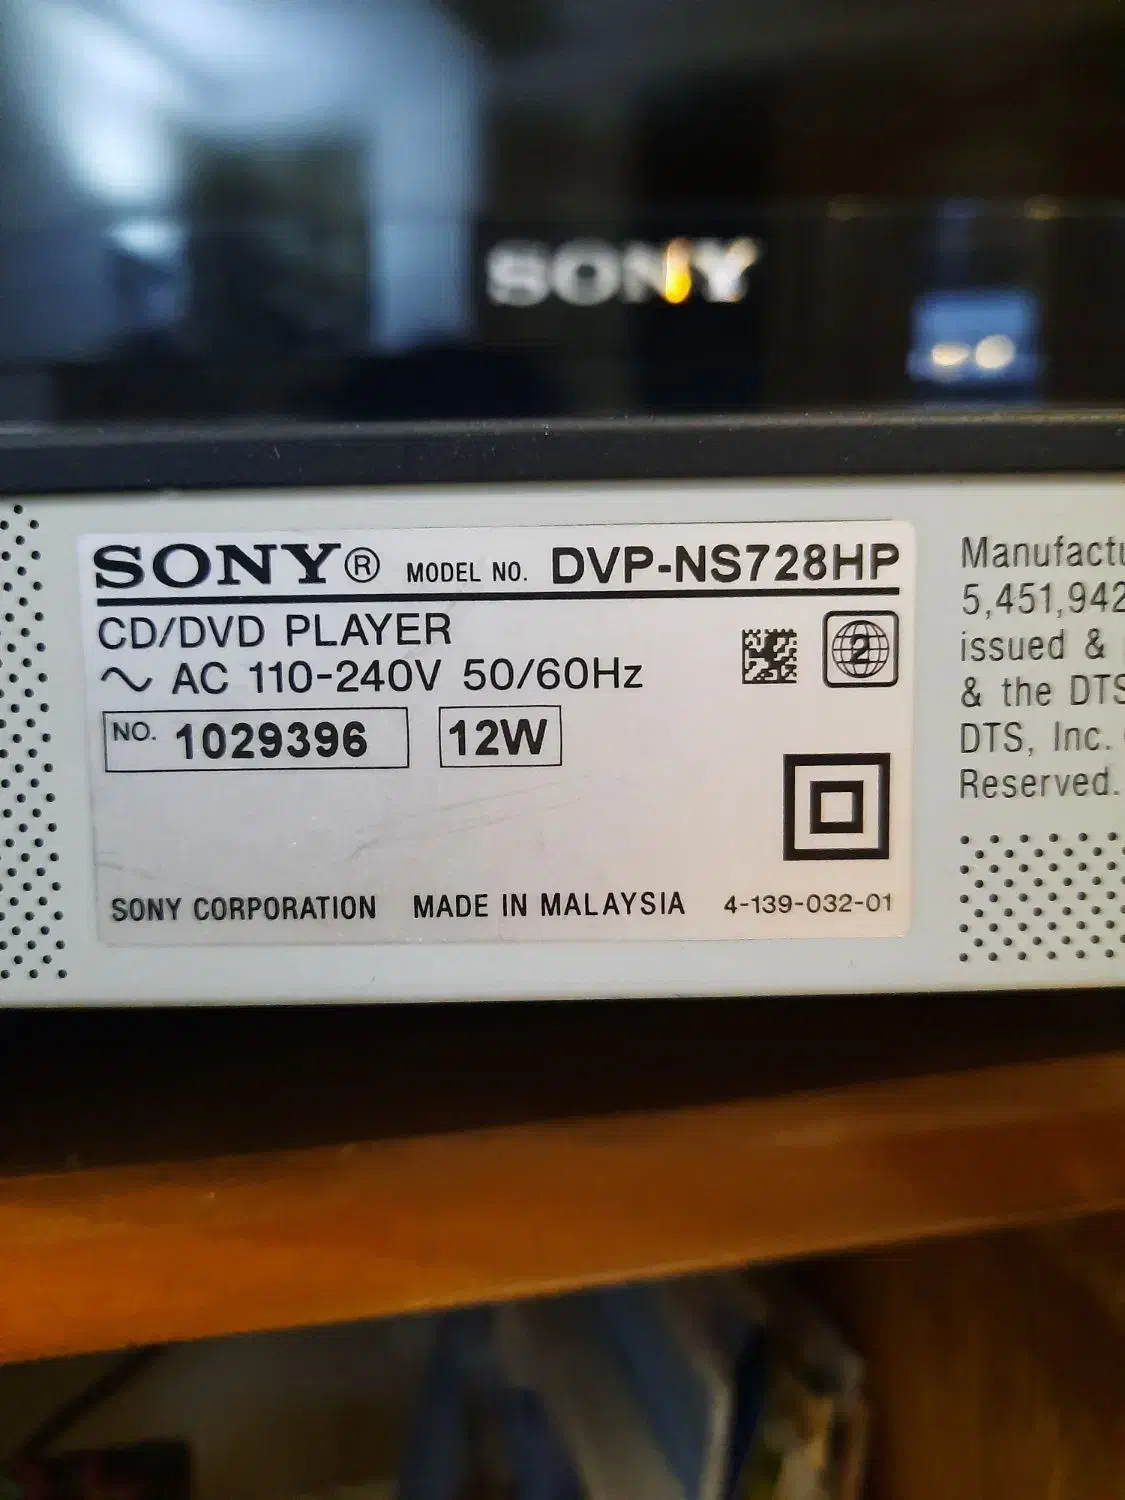 SONY
SONY® MODEL NO. DVP-NS728HP
CD/DVD PLAYER
~ AC 110-240V 50/60Hz
2
NO. 1029396 12W
SONY CORPORATION MADE IN MALAYSIA 4-139-032-01
Manufactu
5,451,942
issued &
& the DTS
DTS, Inc.
Reserved.